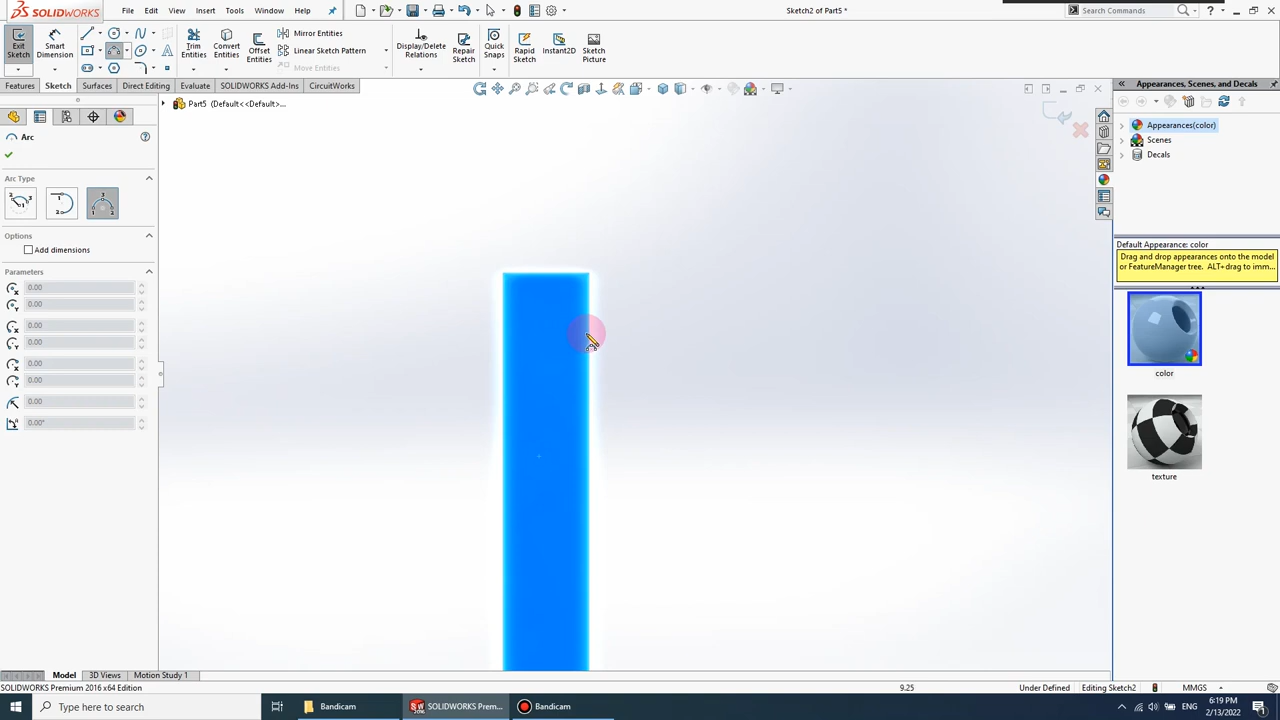 SOLIDWORKS
File Edit View Insert Tools Window Help
Sketch2 of Part5 *
Search Commands
Exit Sketch
Smart Dimension
Trim Entities
Convert Entities
Offset Entities
Mirror Entities
Linear Sketch Pattern
Move Entities
Display/Delete Relations
Repair Sketch
Quick Snaps
Rapid Sketch
Instant2D
Sketch Picture
Features Sketch Surfaces Evaluate Direct Editing SOLIDWORKS Add-Ins CircuitWorks
Part5 (Default<<Default>...
Arc
Arc Type
Options
Add dimensions
Parameters
0.00
0.00
0.00
0.00
0.00
0.00
0.00
0.00°
Appearances, Scenes, and Decals
Appearances(color)
Scenes
Decals
Default Appearance: color
Drag and drop appearances onto the model
or FeatureManager tree. ALT+drag to imm...
color
texture
Model 3D Views Motion Study 1
SOLIDWORKS Premium 2016 x64 Edition
9.25 Under Defined Editing Sketch2 MMGS
Type here to search
Bandicam
SOLIDWORKS Prem...
Bandicam
ENG
6:19 PM
2/13/2022